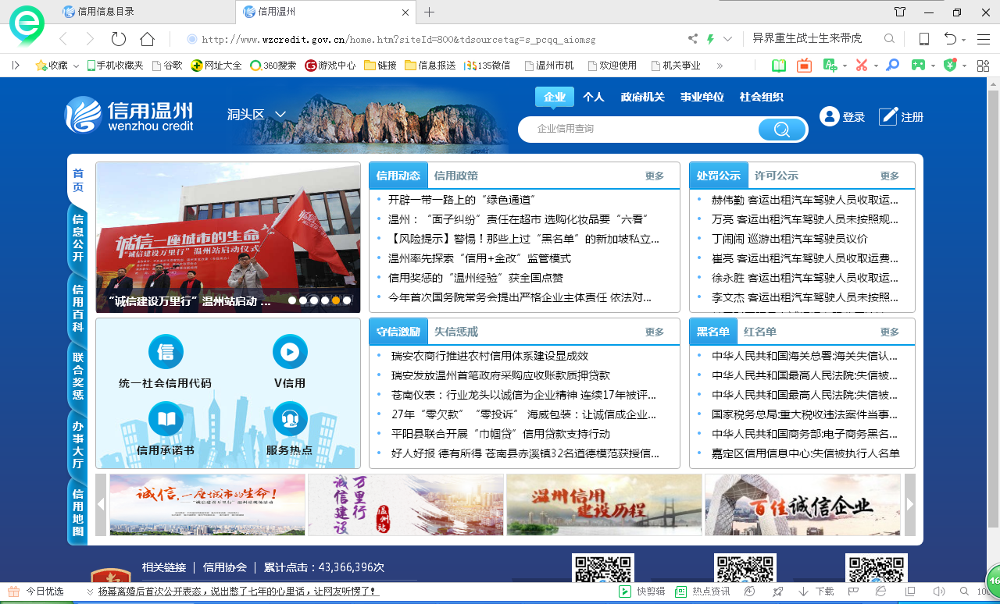 信用信息目录
信用温州
http://www.wzcredit.gov.cn/home.htm?siteId=800&tdsourcetag=s_pcqq_aiomsg
异界重生战士生来带虎
收藏
手机收藏夹
谷歌
网址大全
360搜索
游戏中心
链接
信息报送
135微信
温州市机
欢迎使用
机关事业
»
信用温州
wenzhou credit
洞头区
企业
个人
政府机关
事业单位
社会组织
企业信用查询
登录
注册
首页
信息公开
信用百科
联合奖惩
办事大厅
信用地图
诚信一座城市的生命
“诚信建设万里行”温州站启动仪式
“诚信建设万里行”温州站启动 ...
信用动态
信用政策
更多
开辟一带一路上的“绿色通道”
温州：“面子纠纷”责任在超市 选购化妆品要“六看”
【风险提示】警惕！那些上过“黑名单”的新加坡私立...
温州率先探索“信用+社改”监管模式
信用奖惩的“温州经验”获全国点赞
今年首次国务院常务会提出严格企业主体责任 依法对...
处罚公示
许可公示
更多
赫伟勤 客运出租汽车驾驶人员收取运...
万亮 客运出租汽车驾驶人员未按照规...
丁闹闹 巡游出租汽车驾驶员议价
崔亮 客运出租汽车驾驶人员收取运费...
徐永胜 客运出租汽车驾驶人员收取运...
李文杰 客运出租汽车驾驶人员未按照...
统一社会信用代码
V信用
信用承诺书
服务热点
守信激励
失信惩戒
更多
瑞安农商行推进农村信用体系建设显成效
瑞安发放温州首笔政府采购应收账款质押贷款
苍南仪表：行业龙头以诚信为企业精神 连续17年被评...
27年“零欠款”“零投诉” 海威包装：让诚信成企业...
平阳县联合开展“巾帼贷”信用贷款支持行动
好人好报 德有所得 苍南县赤溪镇32名道德模范获授信...
黑名单
红名单
更多
中华人民共和国海关总署:海关失信认...
中华人民共和国最高人民法院:失信被...
中华人民共和国最高人民法院:失信被...
国家税务总局:重大税收违法案件当事...
中华人民共和国商务部:电子商务黑名...
嘉定区信用信息中心:失信被执行人名单
诚信,一座城市的生命!
——“诚信建设万里行”温州站现场活动
万里行
诚信建设
温州站
温州信用
建设历程
百佳诚信企业
相关链接
信用协会
累计点击：43,366,396次
今日优选
杨幂离婚后首次公开表态，说出数了七年的心里话，让网友听愣了！
快剪辑
热点资讯
下载
46